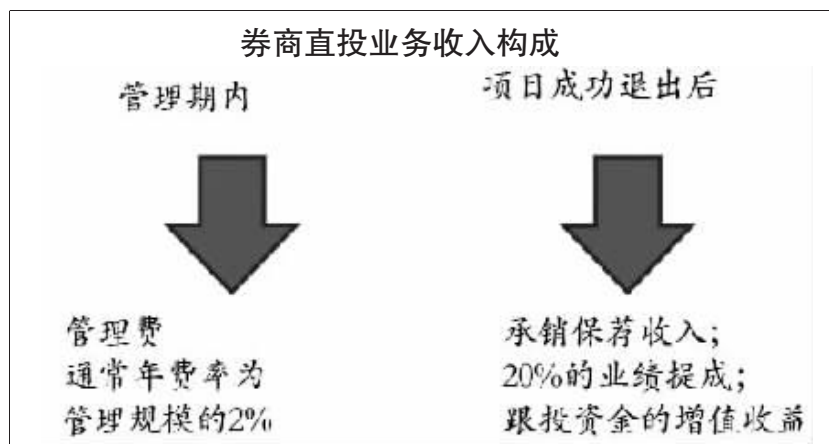 券商直投业务收入构成
管理期内
项日成功退出后
管理费
通常年费率为
管理规模的2%
承销保荐收入;
20%的业绩提成;
跟投资金的增值收益